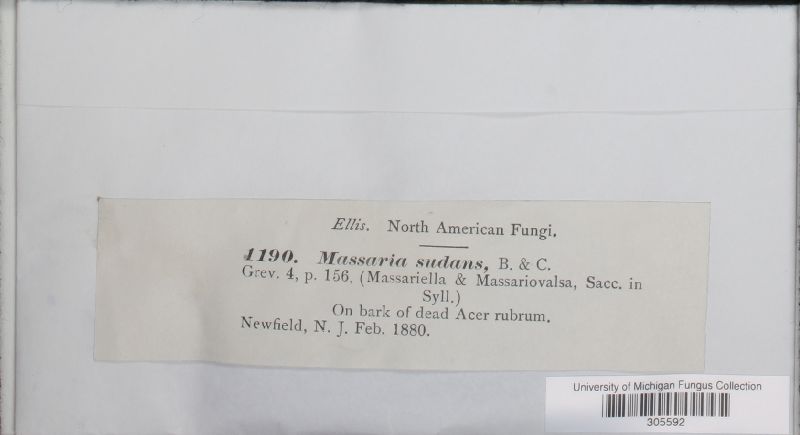 Ellis. North American Fungi.
1190. Massaria sudans, B. & C.
Grev. 4, p. 156. (Massariella & Massariovalsa, Sacc. in
Syll.)
On bark of dead Acer rubrum.
Newfield, N. J. Feb. 1880.
University of Michigan Fungus Collection
305592